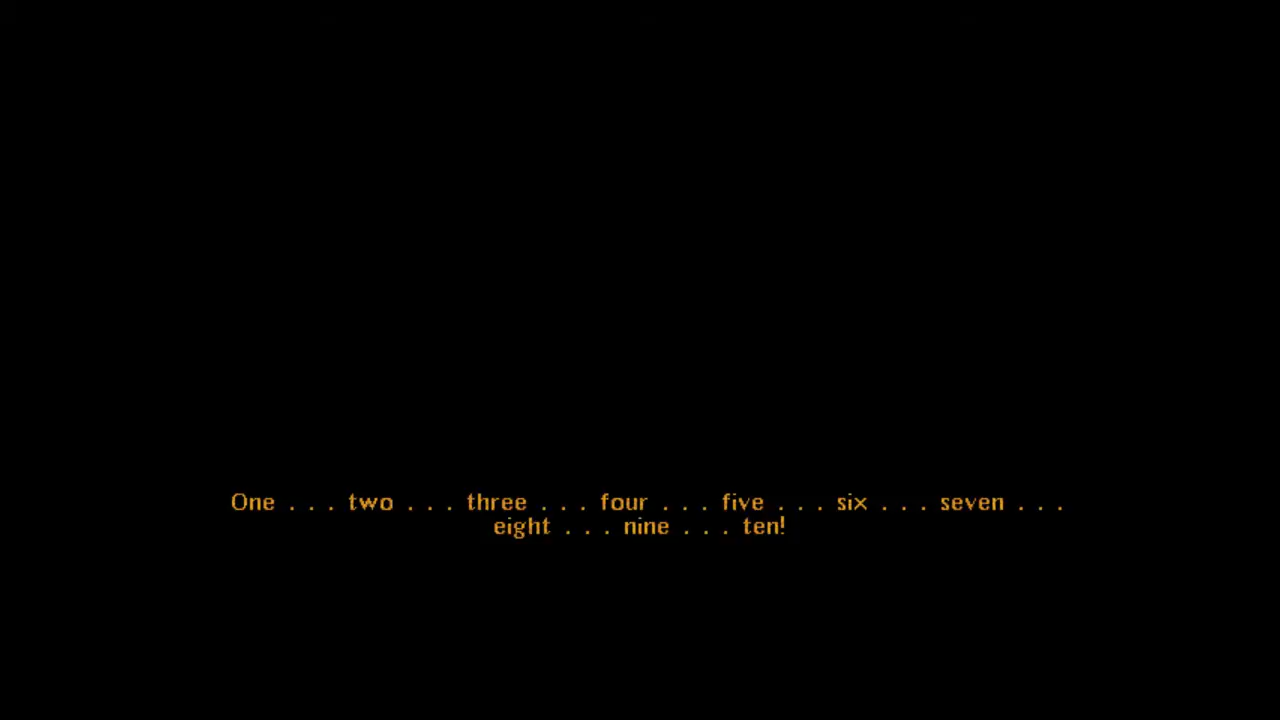 One . . . two . . . three . . . four . . . five . . . six . . . seven . . .
eight . . . nine . . . ten!